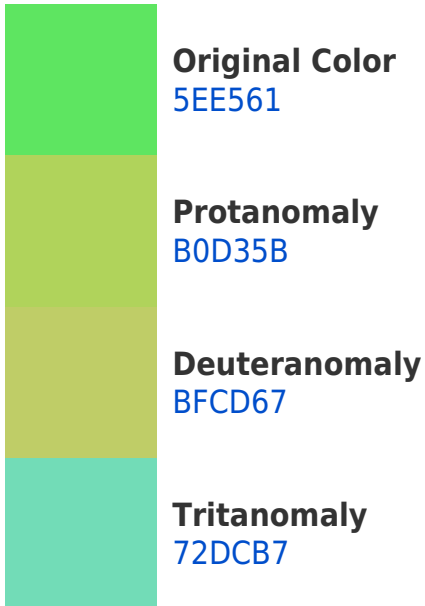 Original Color
5EE561
Protanomaly
B0D35B
Deuteranomaly
BFCD67
Tritanomaly
72DCB7